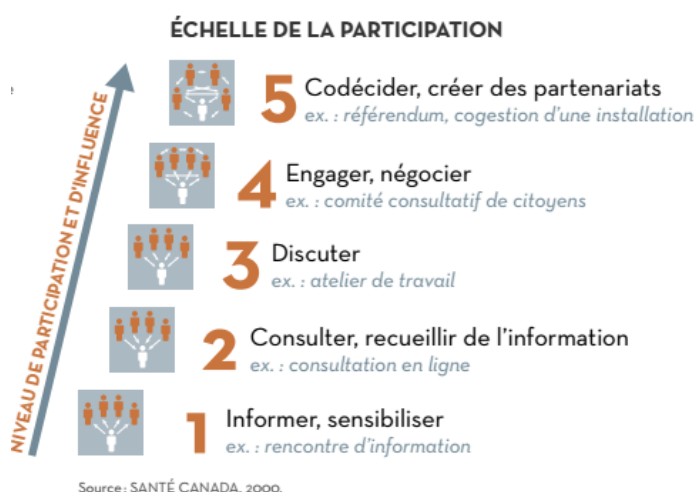 ÉCHELLE DE LA PARTICIPATION
NIVEAU DE PARTICIPATION ET D'INFLUENCE
5 Codécider, créer des partenariats
ex. : référendum, cogestion d'une installation
4 Engager, négocier
ex. : comité consultatif de citoyens
3 Discuter
ex. : atelier de travail
2 Consulter, recueillir de l'information
ex. : consultation en ligne
1 Informer, sensibiliser
ex. : rencontre d'information
Source : SANTÉ CANADA, 2000.